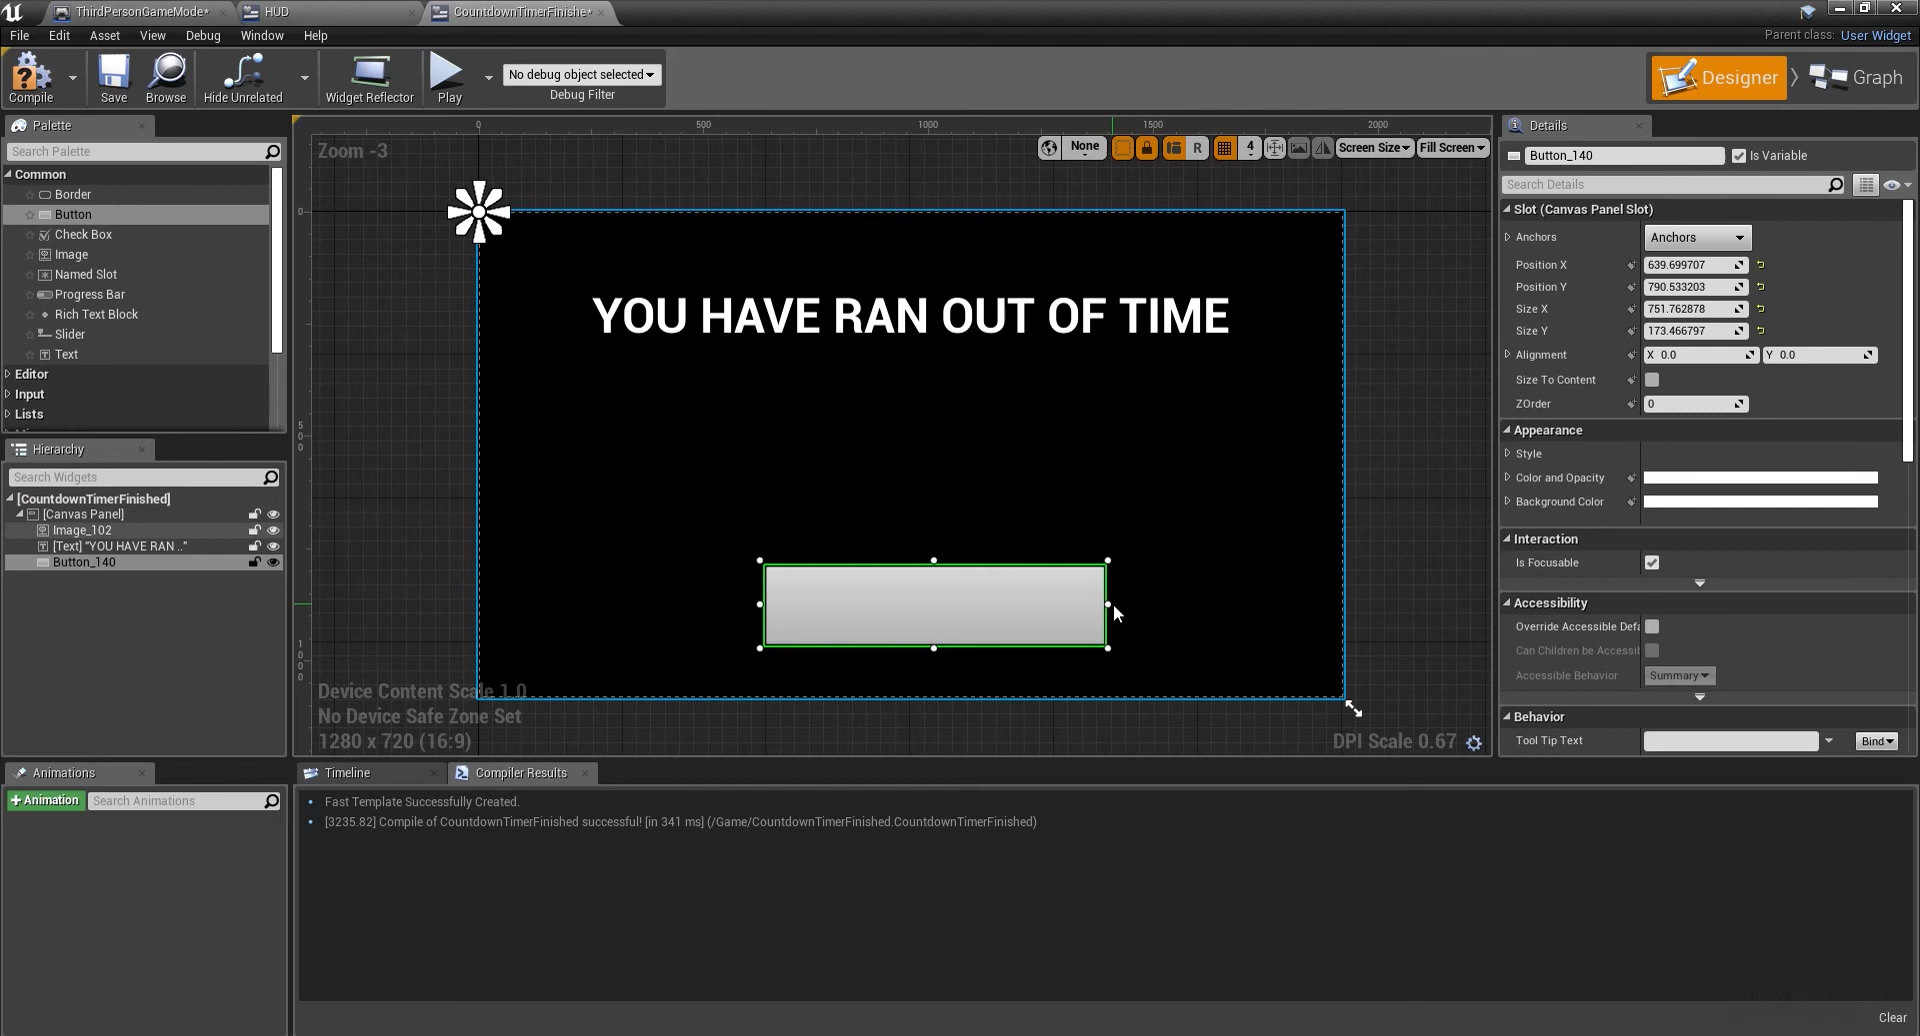 ThirdPersonGameMode*
HUD
CountdownTimerFinishe*
File Edit Asset View Debug Window Help
Parent class: User Widget
Compile
Save
Browse
Hide Unrelated
Widget Reflector
Play
No debug object selected
Debug Filter
Designer
Graph
Palette
Search Palette
Common
Border
Button
Check Box
Image
Named Slot
Progress Bar
Rich Text Block
Slider
Text
Editor
Input
Lists
Hierarchy
Search Widgets
[CountdownTimerFinished]
[Canvas Panel]
Image_102
[Text] "YOU HAVE RAN .."
Button_140
Animations
+Animation
Search Animations
0 500 1000 1500 2000
Zoom -3
None
R
4
Screen Size
Fill Screen
0
500
1000
YOU HAVE RAN OUT OF TIME
Device Content Scale 1.0
No Device Safe Zone Set
1280 x 720 (16:9)
DPI Scale 0.67
Timeline
Compiler Results
Fast Template Successfully Created.
[3235.82] Compile of CountdownTimerFinished successful! [in 341 ms] (/Game/CountdownTimerFinished.CountdownTimerFinished)
Clear
Details
Button_140
Is Variable
Search Details
Slot (Canvas Panel Slot)
Anchors Anchors
Position X 639.699707
Position Y 790.533203
Size X 751.762878
Size Y 173.466797
Alignment X 0.0 Y 0.0
Size To Content
ZOrder 0
Appearance
Style
Color and Opacity
Background Color
Interaction
Is Focusable
Accessibility
Override Accessible Defa
Can Children be Accessib
Accessible Behavior Summary
Behavior
Tool Tip Text Bind